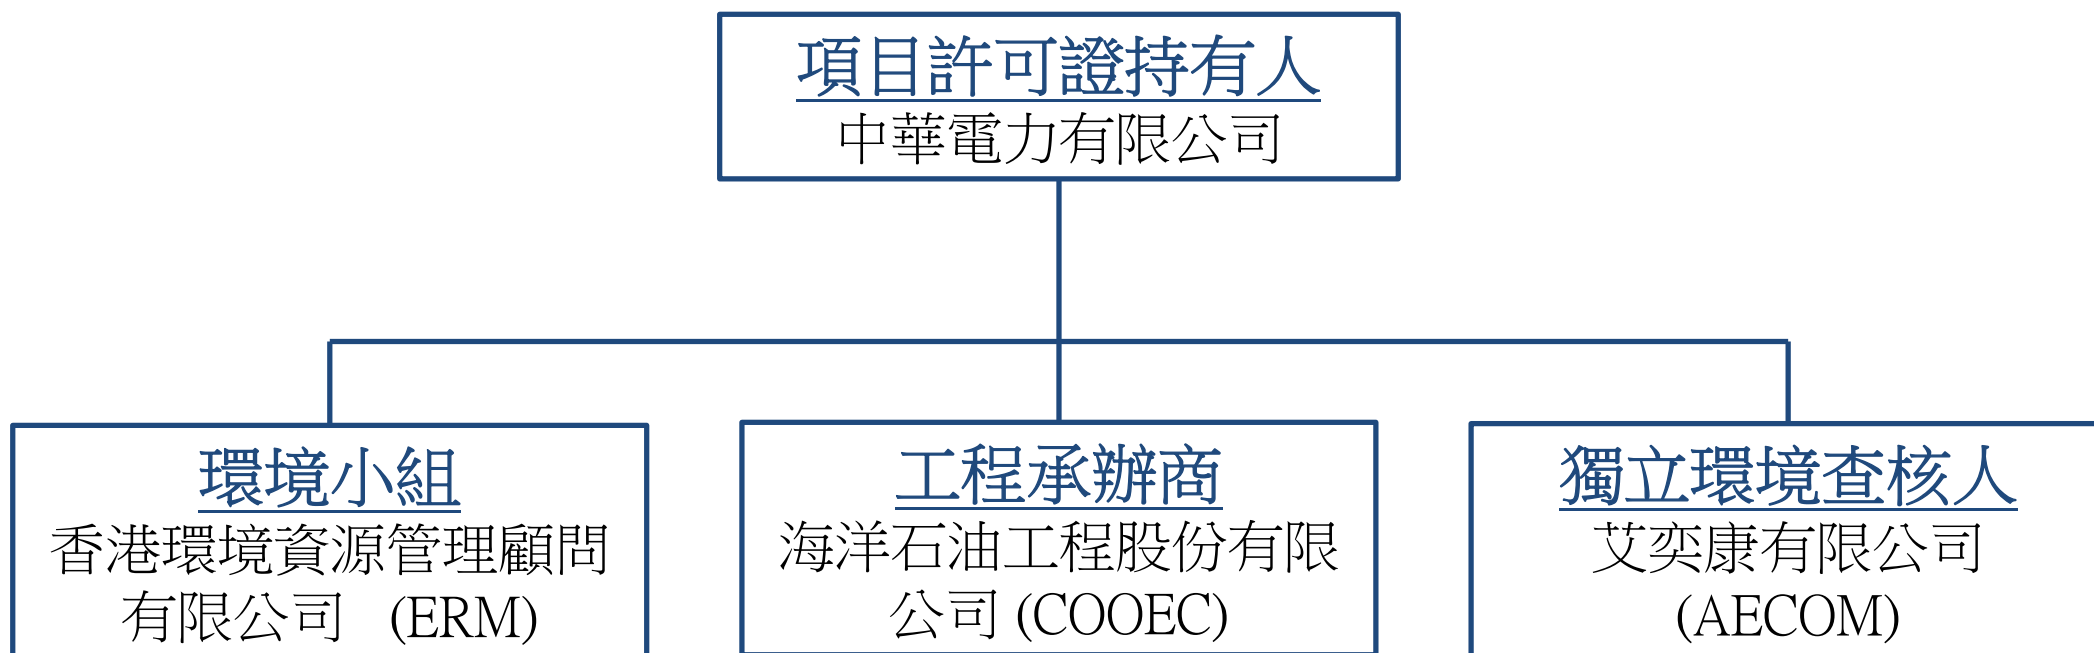 項目許可證持有人
中華電力有限公司
環境小組
香港環境資源管理顧問
有限公司 (ERM)
工程承辦商
海洋石油工程股份有限
公司 (COOEC)
獨立環境查核人
艾奕康有限公司
(AECOM)